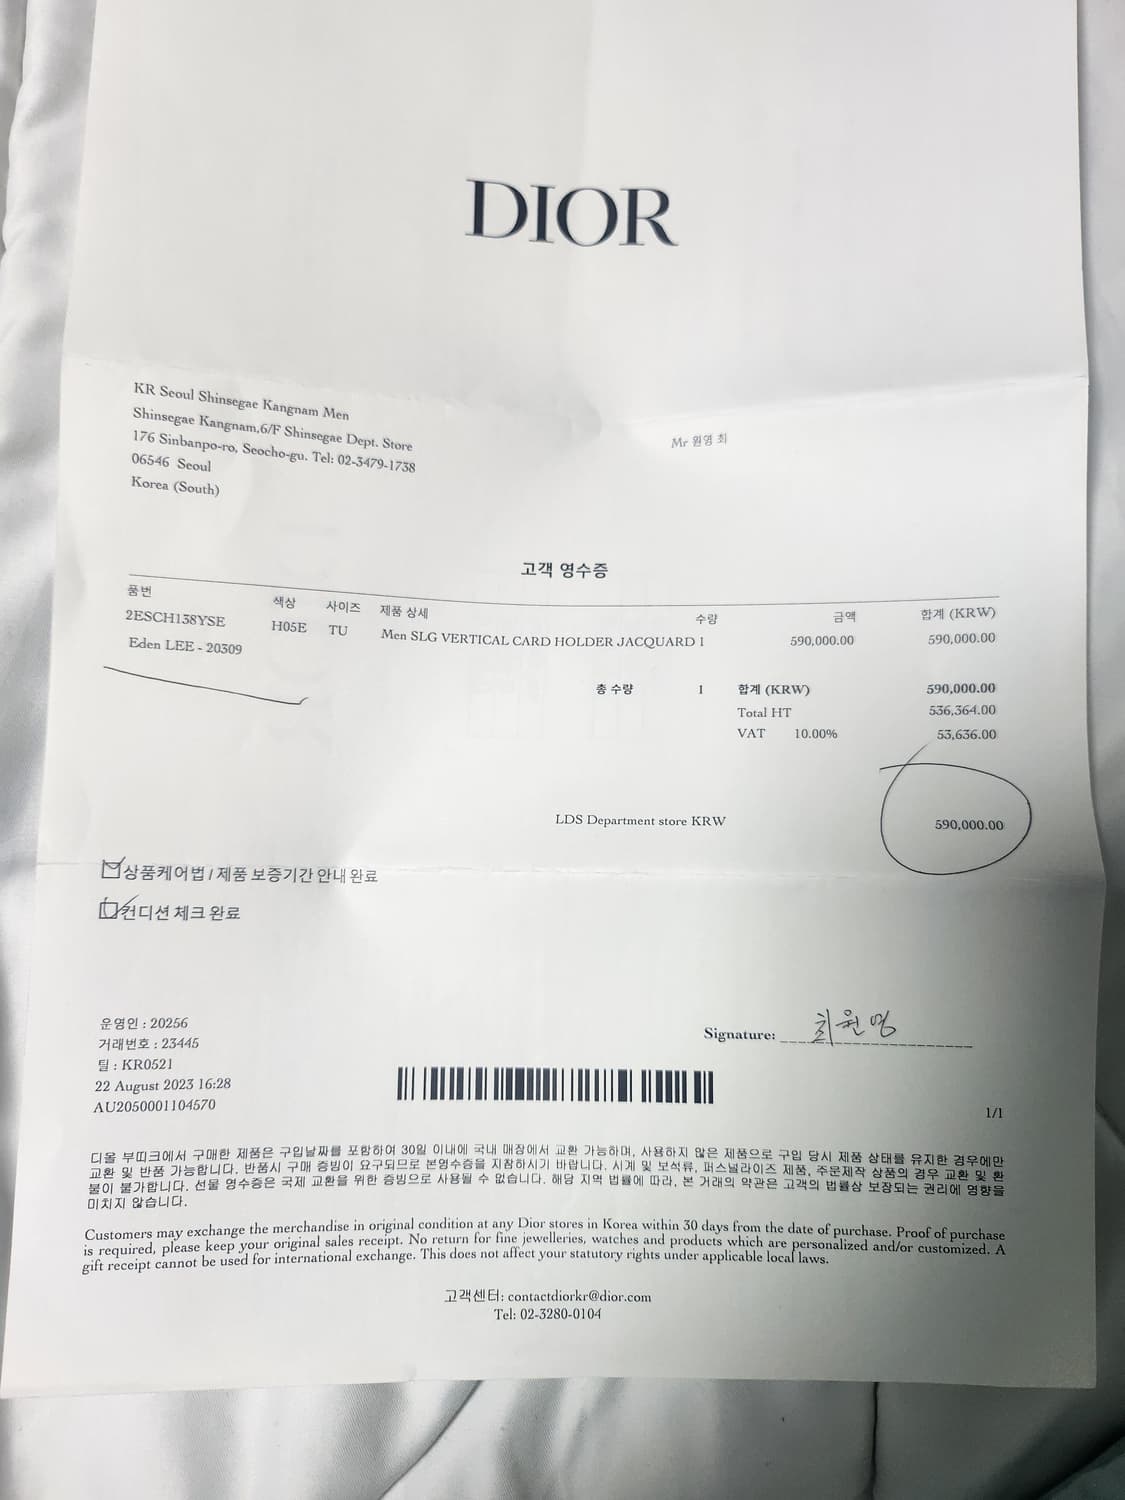 DIOR
KR Seoul Shinsegae Kangnam Men
Shinsegae Kangnam,6/F Shinsegae Dept. Store
176 Sinbanpo-ro, Seocho-gu. Tel: 02-3479-1738
06546 Seoul
Korea (South)
Mr 원영 최
고객 영수증
품번 색상 사이즈 제품 상세 수량 금액 합계 (KRW)
2ESCH138YSE H05E TU Men SLG VERTICAL CARD HOLDER JACQUARD 1 590,000.00 590,000.00
Eden LEE - 20309
총 수량 1 합계 (KRW) 590,000.00
Total HT 536,364.00
VAT 10.00% 53,636.00
LDS Department store KRW 590,000.00
상품케어법 / 제품 보증기간 안내 완료
컨디션 체크 완료
운영인 : 20256
거래번호 : 23445
틸 : KR0521
22 August 2023 16:28
AU2050001104570
Signature: 최원영
1/1
디올 부띠크에서 구매한 제품은 구입날짜를 포함하여 30일 이내에 국내 매장에서 교환 가능하며, 사용하지 않은 제품으로 구입 당시 제품 상태를 유지한 경우에만
교환 및 반품 가능합니다. 반품시 구매 증빙이 요구되므로 본영수증을 지참하시기 바랍니다. 시계 및 보석류, 퍼스널라이즈 제품, 주문제작 상품의 경우 교환 및 환
불이 불가합니다. 선물 영수증은 국제 교환을 위한 증빙으로 사용될 수 없습니다. 해당 지역 법률에 따라, 본 거래의 약관은 고객의 법률상 보장되는 권리에 영향을
미치지 않습니다.
Customers may exchange the merchandise in original condition at any Dior stores in Korea within 30 days from the date of purchase. Proof of purchase
is required, please keep your original sales receipt. No return for fine jewelleries, watches and products which are personalized and/or customized. A
gift receipt cannot be used for international exchange. This does not affect your statutory rights under applicable local laws.
고객센터: contactdiorkr@dior.com
Tel: 02-3280-0104